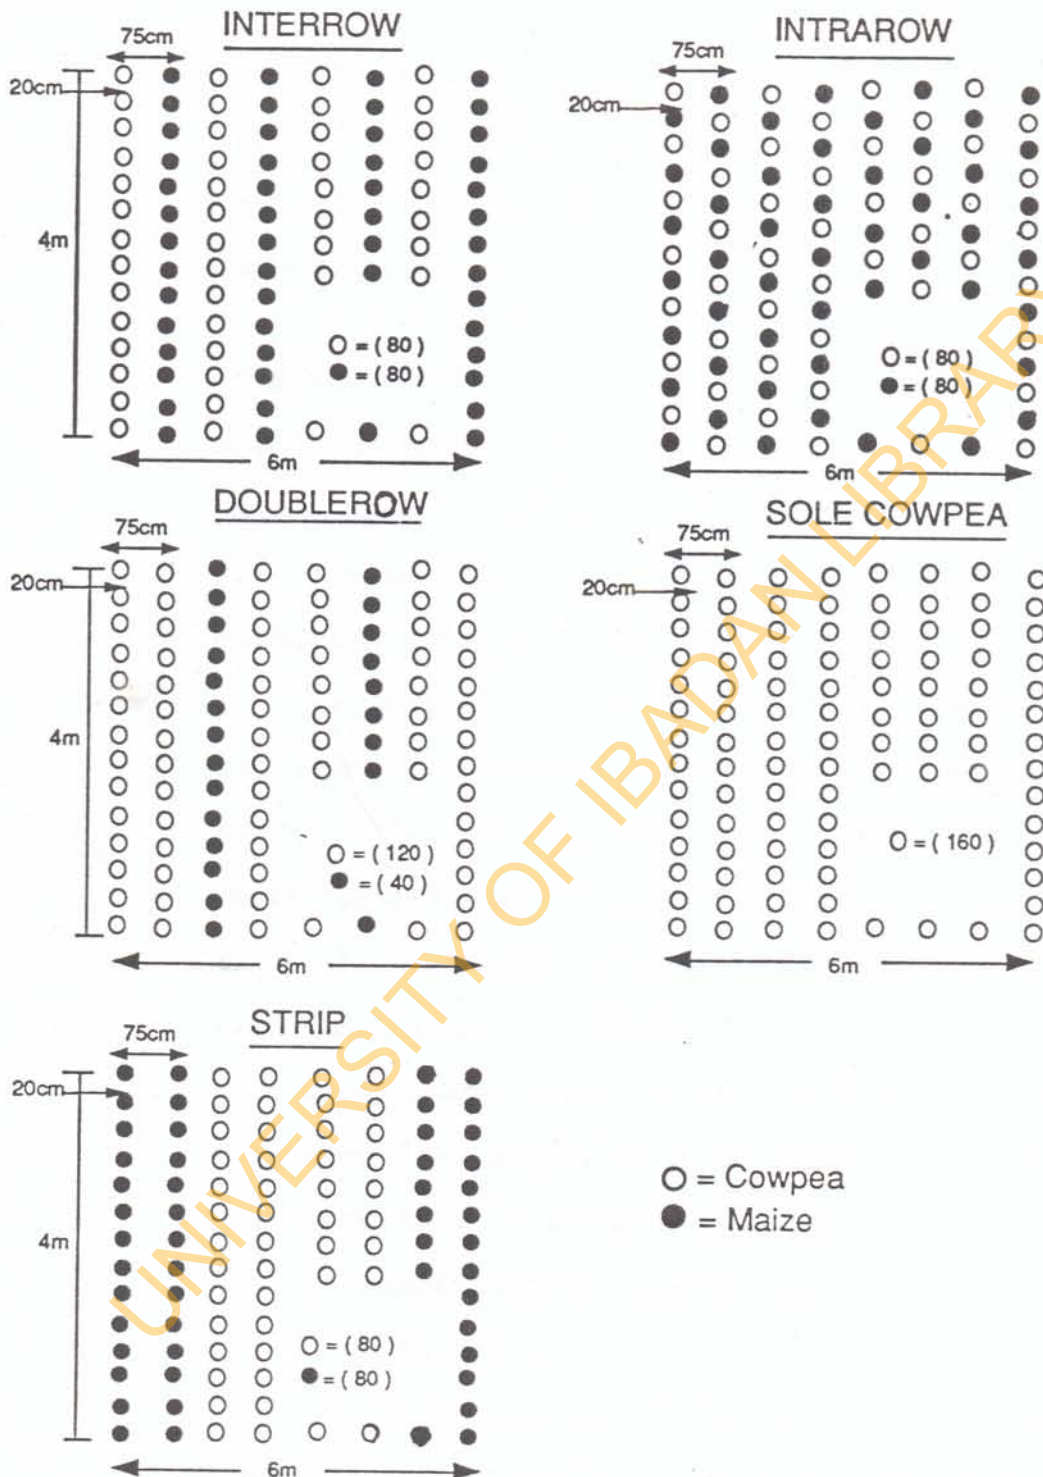 INTERROW
75cm
20cm
4m
O = ( 80 )
● = ( 80 )
6m
INTRAROW
75cm
20cm
O = ( 80 )
● = ( 80 )
6m
DOUBLEROW
75cm
20cm
4m
O = ( 120 )
● = ( 40 )
6m
SOLE COWPEA
75cm
20cm
O = ( 160 )
6m
STRIP
75cm
20cm
4m
O = ( 80 )
● = ( 80 )
6m
O = Cowpea
● = Maize
UNIVERSITY OF IBADAN LIBRARY